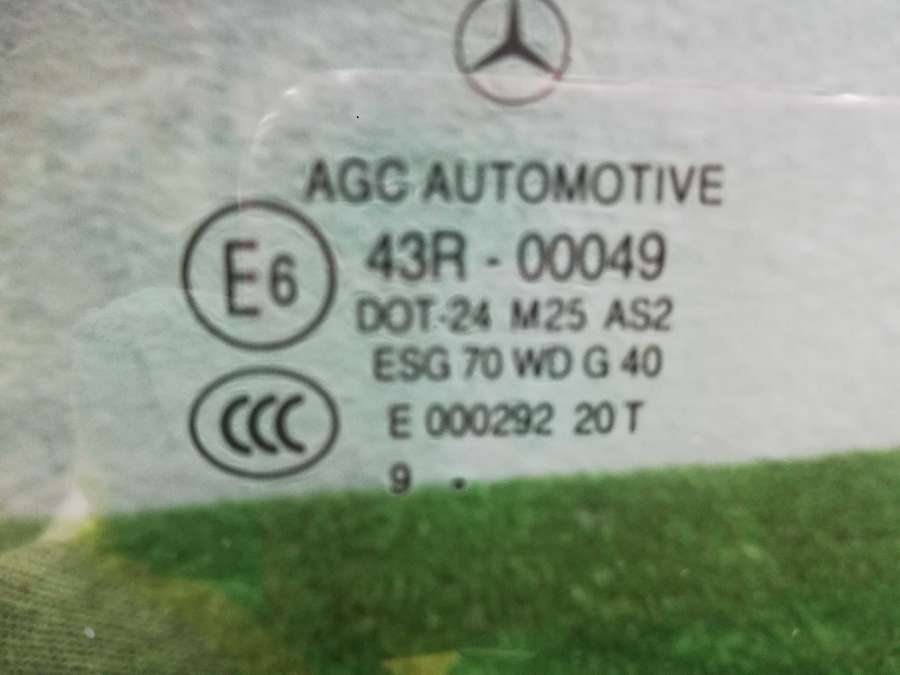 AGC AUTOMOTIVE
E6
43R - 00049
DOT-24 M25 AS2
ESG 70 WD G 40
CCC
E 000292 20 T
9 .